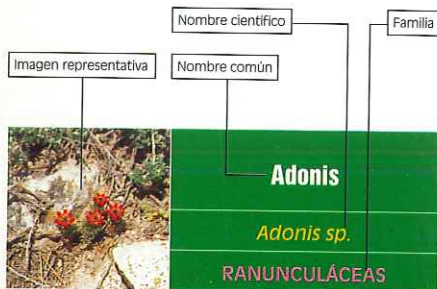 Nombre científico
Familia
Imagen representativa
Nombre común
Adonis
Adonis sp.
RANUNCULÁCEAS